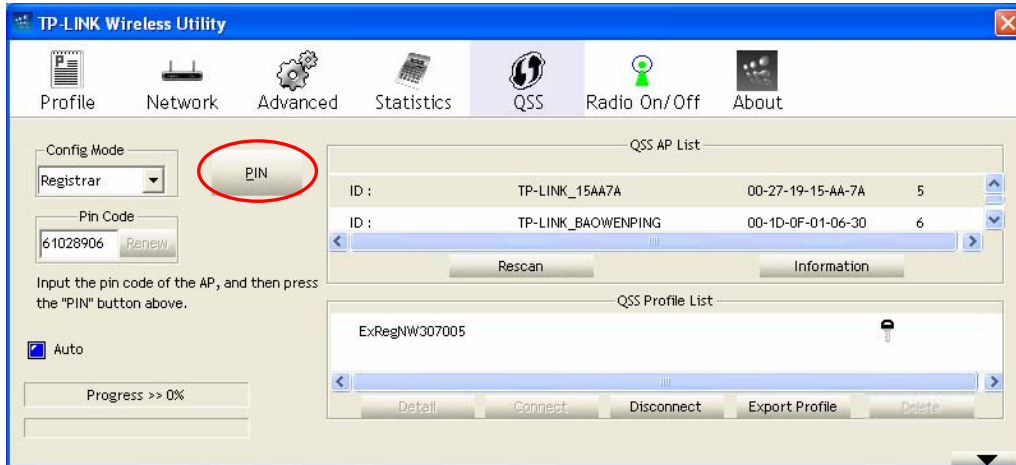 TP-LINK Wireless Utility
Profile Network Advanced Statistics QSS Radio On/Off About
Config Mode
Registrar
PIN
Pin Code
61028906 Renew
Input the pin code of the AP, and then press
the "PIN" button above.
Auto
Progress >> 0%
QSS AP List
ID : TP-LINK_15AA7A 00-27-19-15-AA-7A 5
ID : TP-LINK_BAOWENPING 00-1D-0F-01-06-30 6
Rescan Information
QSS Profile List
ExRegNW307005
Detail Connect Disconnect Export Profile Delete